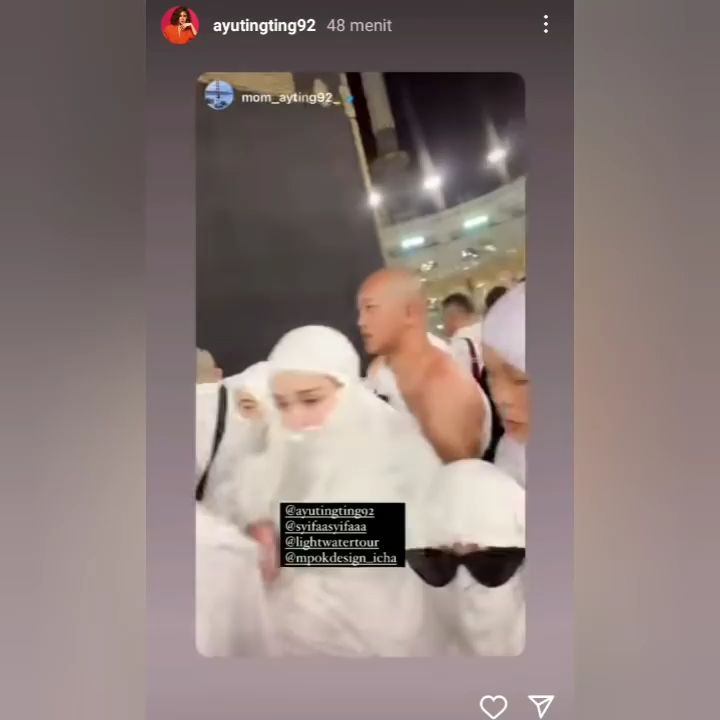 ayutingting92 48 menit
mom_ayting92_
@ayutingting92
@syifaasyifaaa
@lightwatertour
@mpokdesign_icha